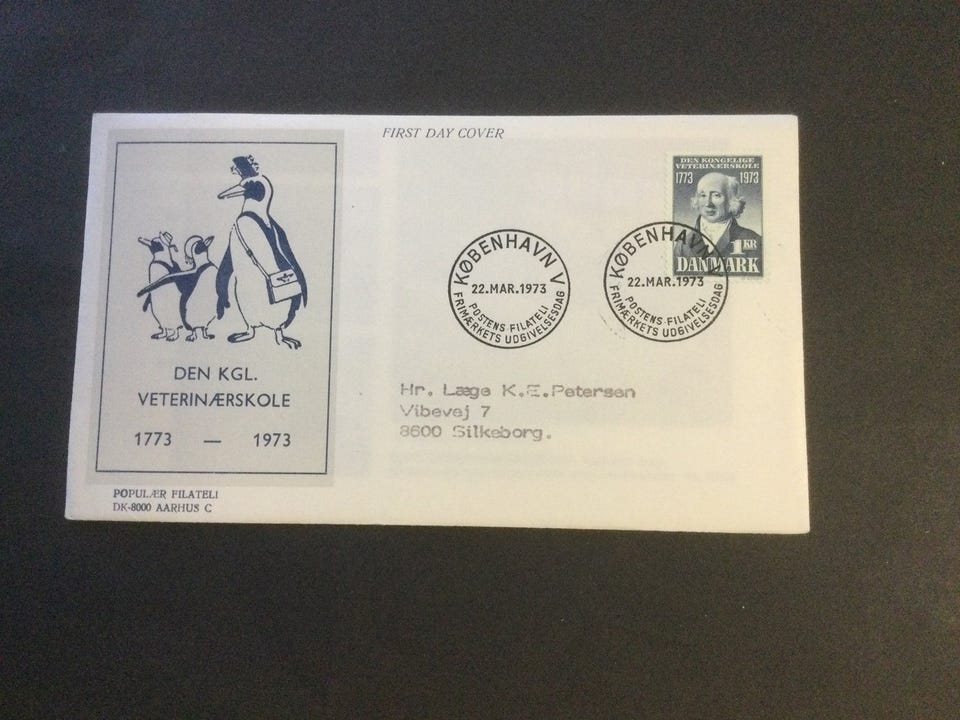 FIRST DAY COVER
DEN KONGELIGE
VETERINÆRSKOLE
1773 1973
1 KR
DANMARK
KØBENHAVN V
22.MAR.1973
POSTENS FILATELI
FRIMÆRKETS UDGIVELSESDAG
KØBENHAVN V
22.MAR.1973
POSTENS FILATELI
FRIMÆRKETS UDGIVELSESDAG
DEN KGL.
VETERINÆRSKOLE
1773 — 1973
Hr. Læge K.E.Petersen
Vibevej 7
8600 Silkeborg.
POPULÆR FILATELI
DK-8000 AARHUS C